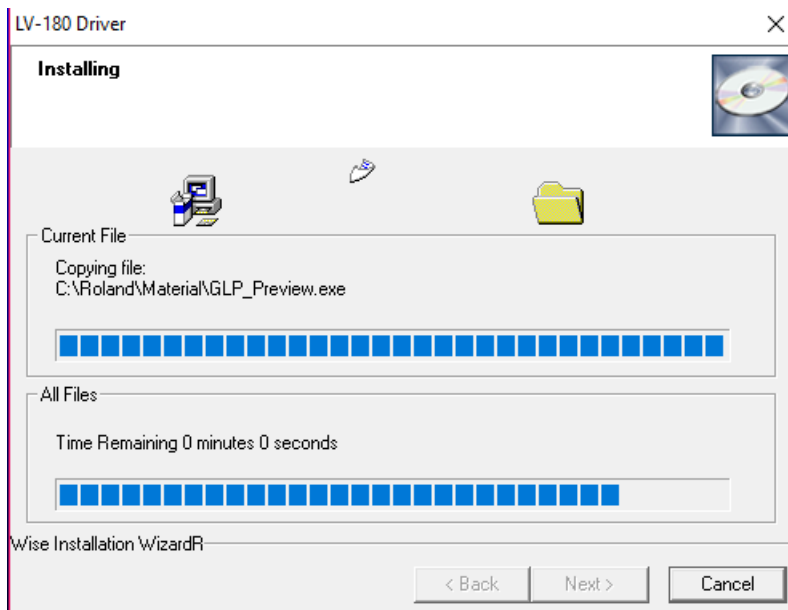 LV-180 Driver
Installing
Current File
Copying file:
C:\Roland\Material\GLP_Preview.exe
All Files
Time Remaining 0 minutes 0 seconds
Wise Installation WizardR
< Back
Next >
Cancel